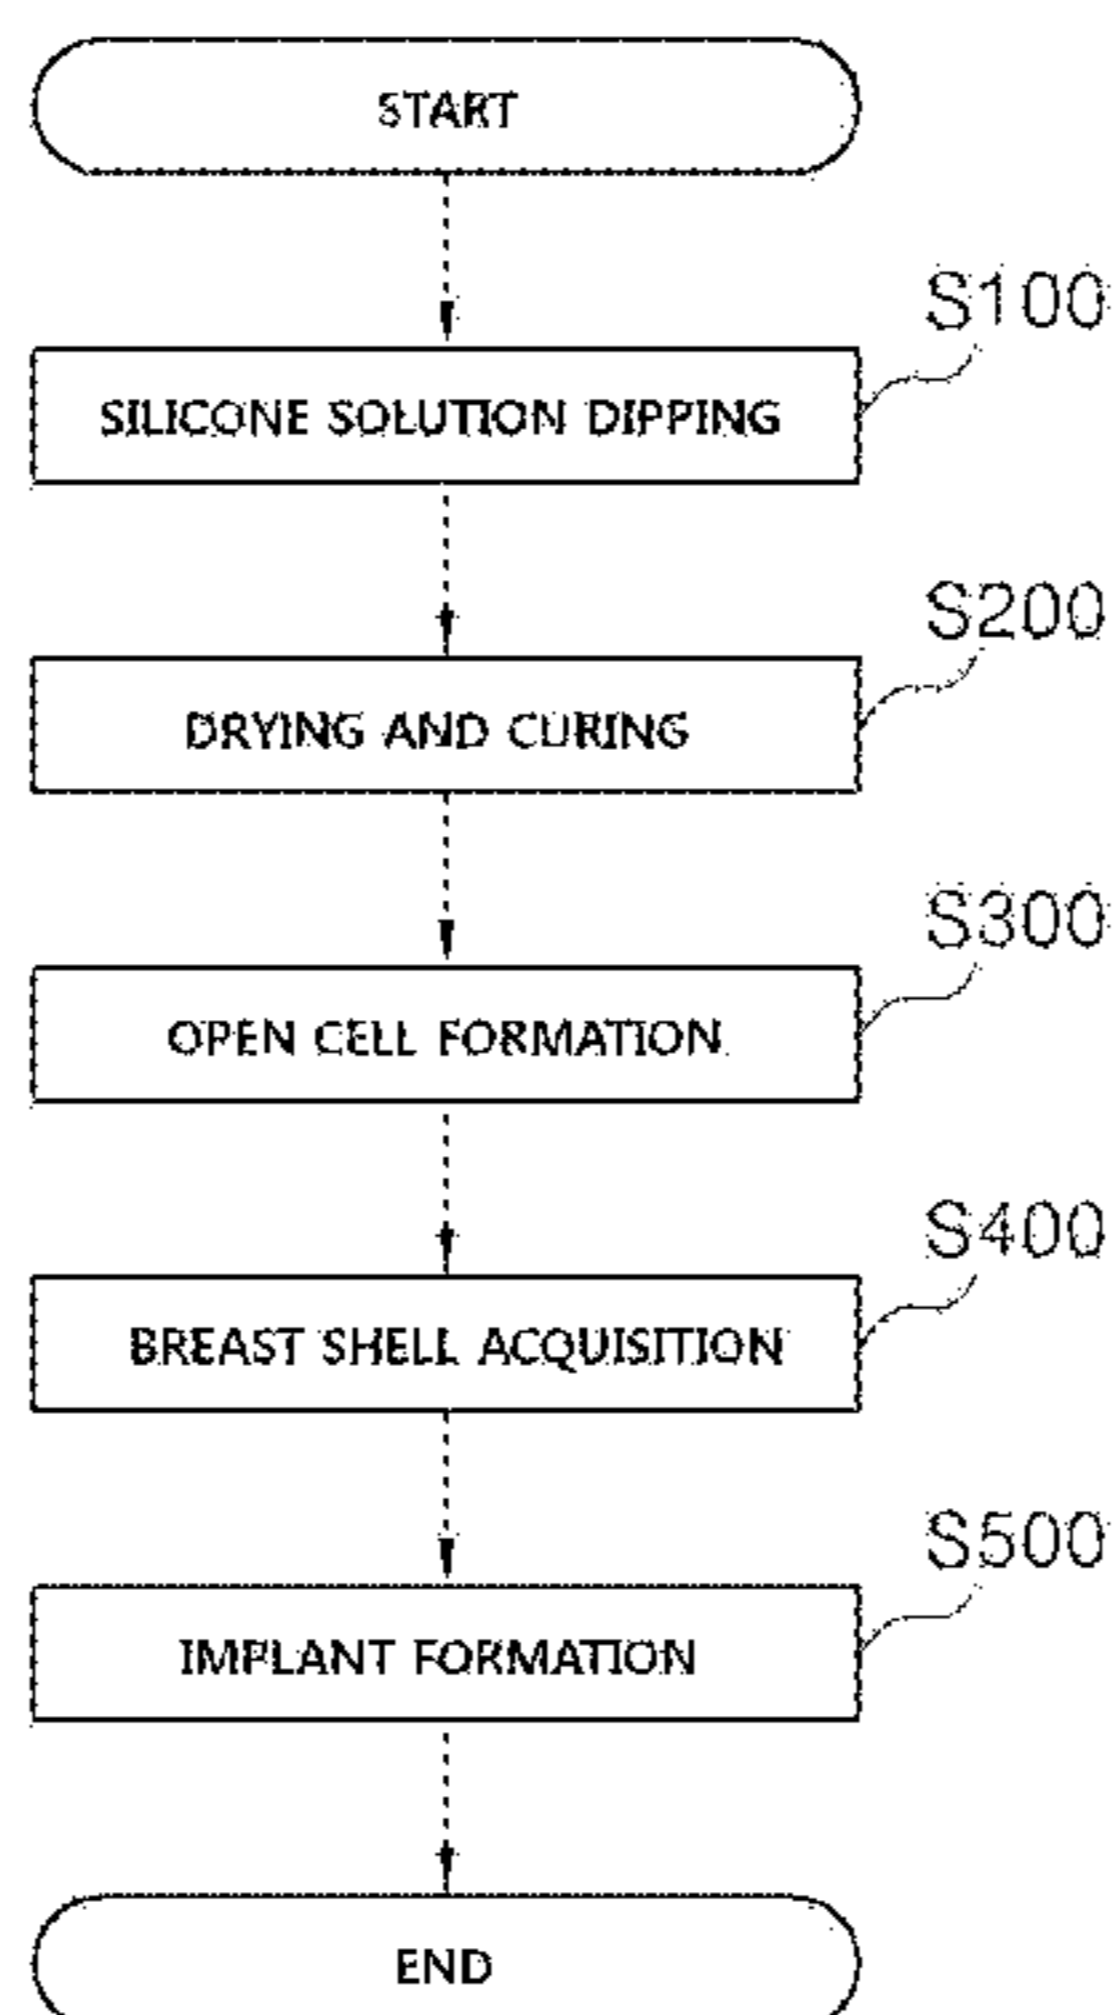 START
S100
SILICONE SOLUTION DIPPING
S200
DRYING AND CURING
S300
OPEN CELL FORMATION
S400
BREAST SHELL ACQUISITION
S500
IMPLANT FORMATION
END